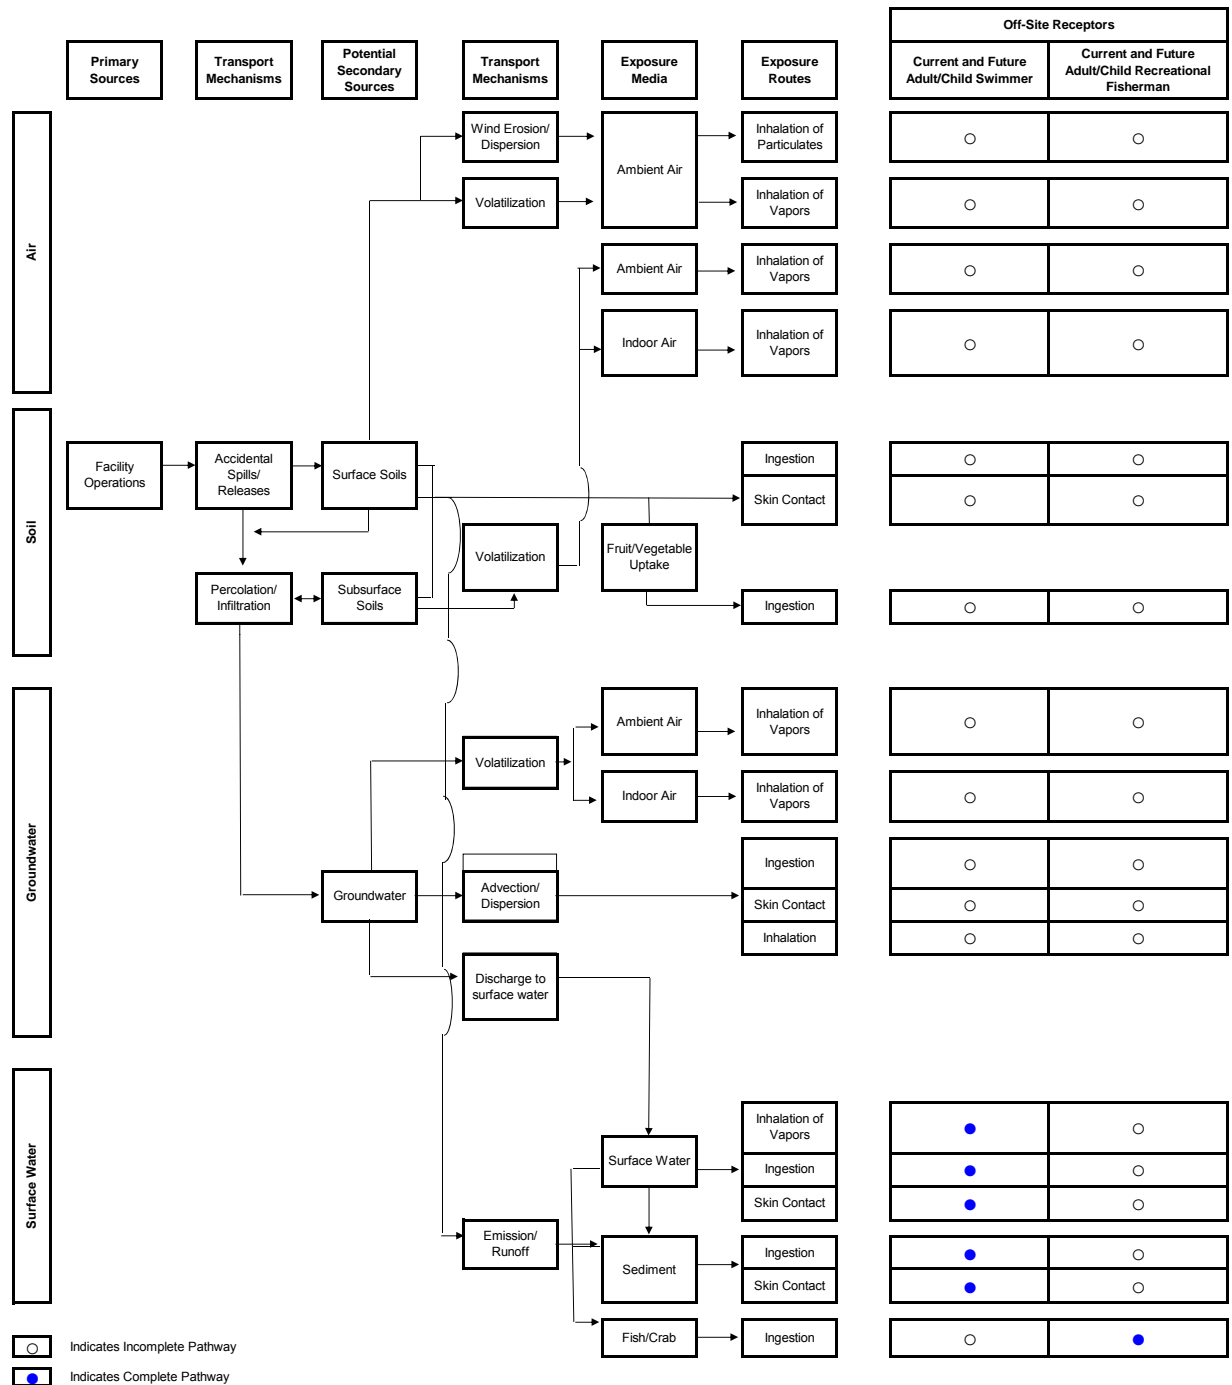 Off-Site Receptors
Primary
Sources
Transport
Mechanisms
Potential
Secondary
Sources
Transport
Mechanisms
Exposure
Media
Exposure
Routes
Current and Future
Adult/Child Swimmer
Current and Future
Adult/Child Recreational
Fisherman
Air
Wind Erosion/
Dispersion
Ambient Air
Inhalation of
Particulates
Volatilization
Inhalation of
Vapors
Ambient Air
Inhalation of
Vapors
Indoor Air
Inhalation of
Vapors
Soil
Facility
Operations
Accidental
Spills/
Releases
Surface Soils
Ingestion
Skin Contact
Volatilization
Fruit/Vegetable
Uptake
Percolation/
Infiltration
Subsurface
Soils
Ingestion
Groundwater
Ambient Air
Inhalation of
Vapors
Volatilization
Indoor Air
Inhalation of
Vapors
Groundwater
Advection/
Dispersion
Ingestion
Skin Contact
Inhalation
Discharge to
surface water
Surface Water
Surface Water
Inhalation of
Vapors
Ingestion
Skin Contact
Emission/
Runoff
Sediment
Ingestion
Skin Contact
Fish/Crab
Ingestion
Indicates Incomplete Pathway
Indicates Complete Pathway